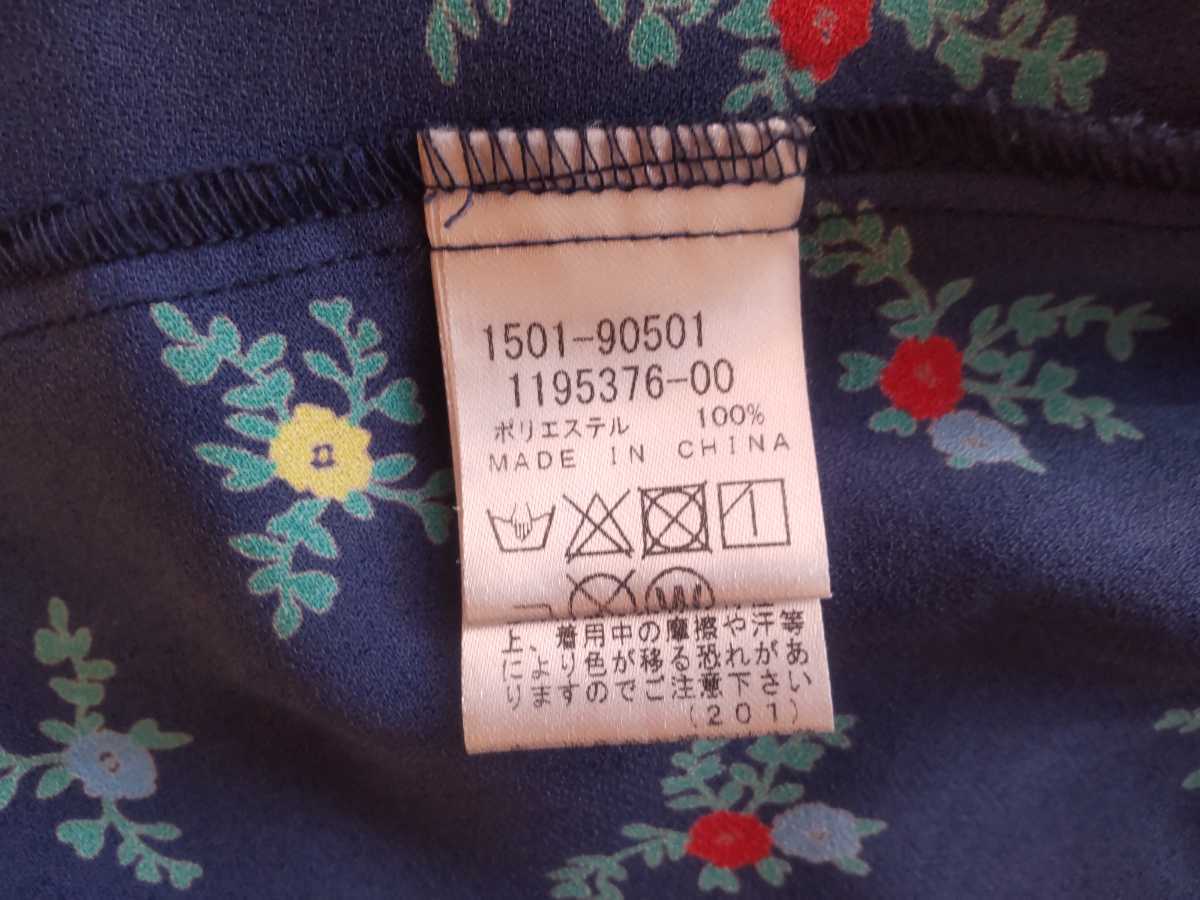 1501-90501
1195376-00
ポリエステル 100%
MADE IN CHINA
W
上、着用中の摩擦や汗等
により色が移る恐れがあ
りますのでご注意下さい
(201)